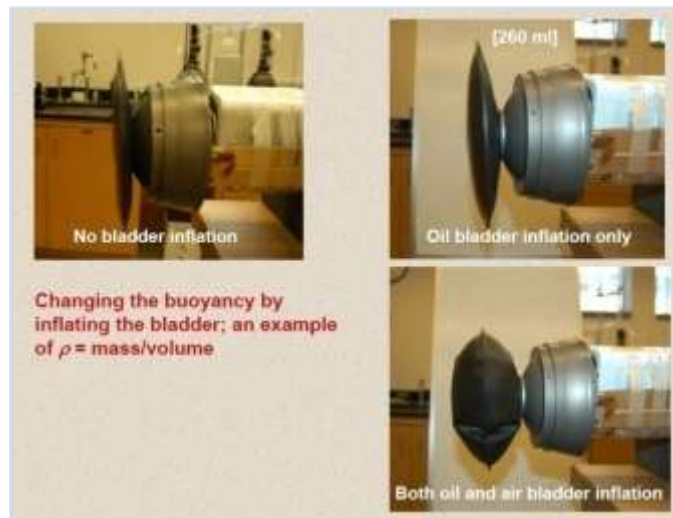 No bladder inflation
[260 ml]
Oil bladder inflation only
Changing the buoyancy by
inflating the bladder; an example
of ρ = mass/volume
Both oil and air bladder inflation